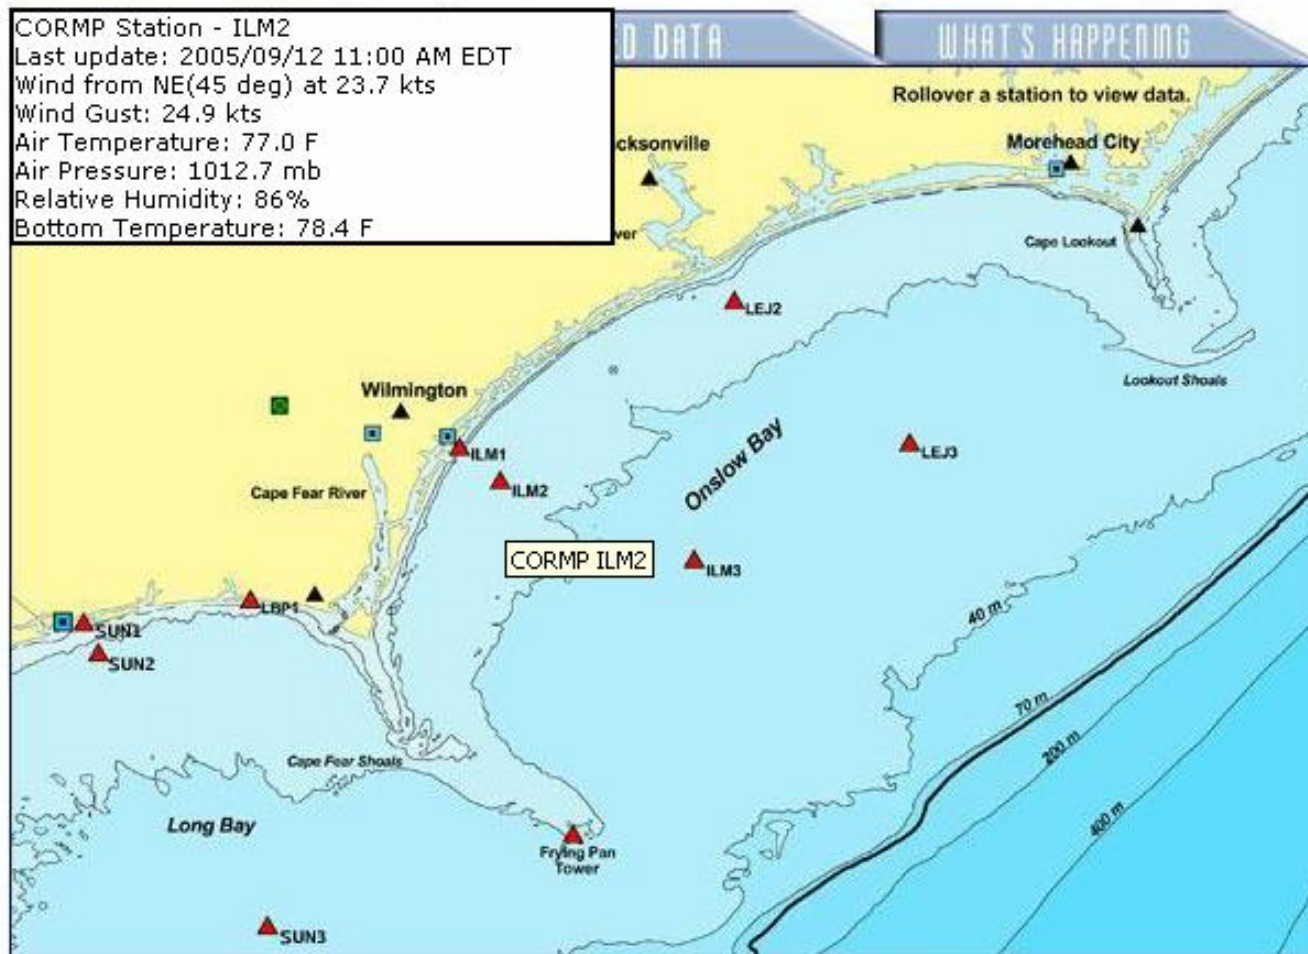 CORMP Station - ILM2
Last update: 2005/09/12 11:00 AM EDT
Wind from NE(45 deg) at 23.7 kts
Wind Gust: 24.9 kts
Air Temperature: 77.0 F
Air Pressure: 1012.7 mb
Relative Humidity: 86%
Bottom Temperature: 78.4 F
ED DATA
WHAT'S HAPPENING
Rollover a station to view data.
cksonville
Morehead City
ver
Cape Lookout
LEJ2
Lookout Shoals
Wilmington
Onslow Bay
LEJ3
ILM1
ILM2
Cape Fear River
CORMP ILM2
ILM3
40 m
LBP1
SUN1
SUN2
70 m
200 m
400 m
Cape Fear Shoals
Long Bay
Frying Pan
Tower
SUN3